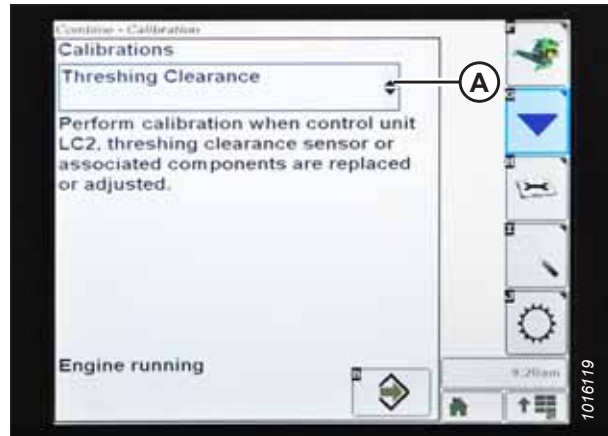 Combine - Calibration
Calibrations
Threshing Clearance
A
Perform calibration when control unit
LC2, threshing clearance sensor or
associated components are replaced
or adjusted.
Engine running
9:20am
1016119